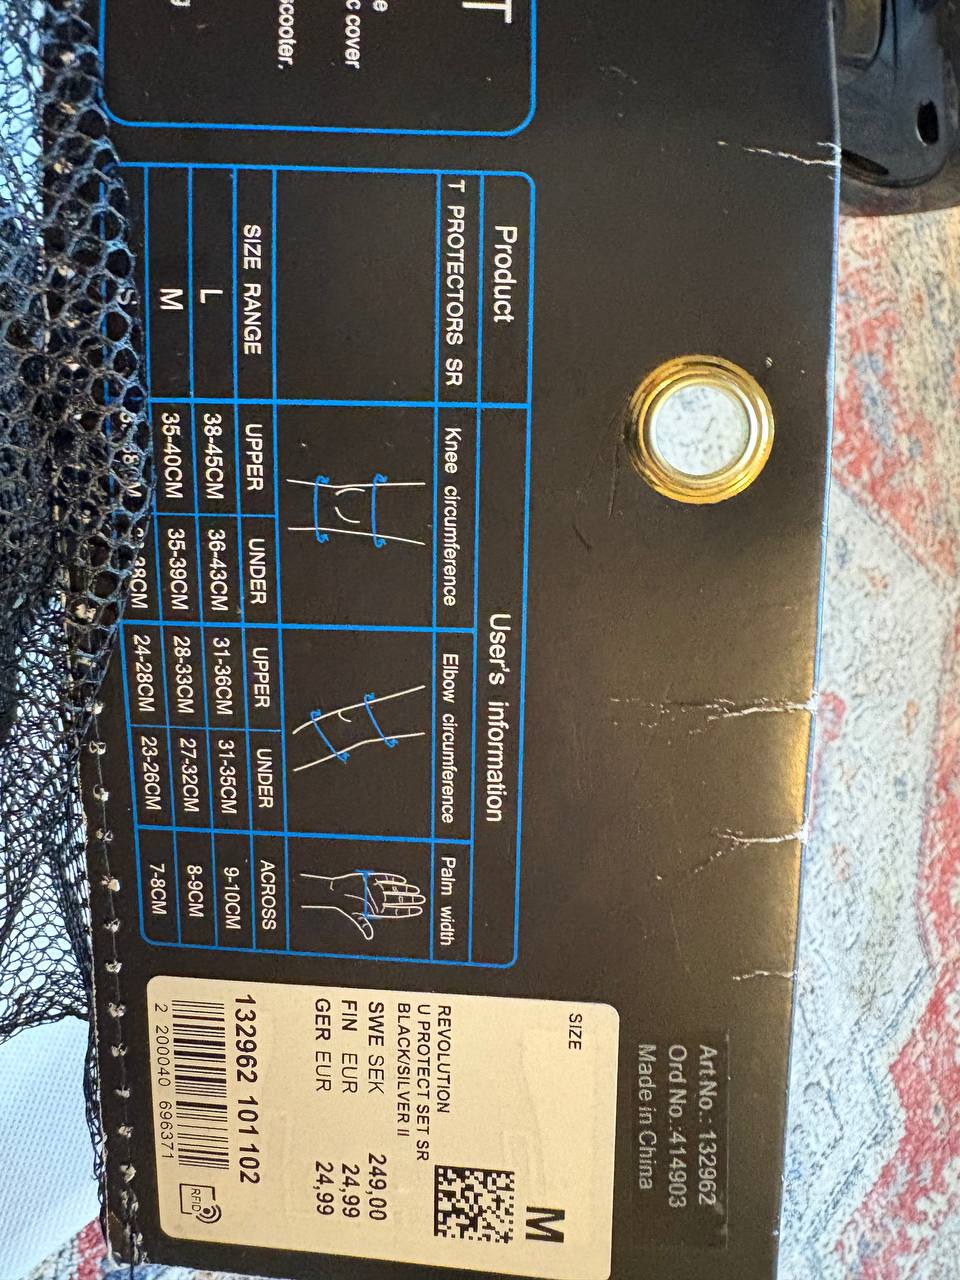 T
e
c cover
scooter.
g
Product
User's information
T PROTECTORS SR
Knee circumference
Elbow circumference
Palm width
SIZE RANGE
UPPER
UNDER
UPPER
UNDER
ACROSS
L
38-45CM
36-43CM
31-36CM
31-35CM
9-10CM
M
35-40CM
35-39CM
28-33CM
27-32CM
8-9CM
S
24-28CM
23-26CM
7-8CM
Art No.: 132962
Ord No.:414903
Made in China
SIZE
M
REVOLUTION
U PROTECT SET SR
BLACK/SILVER II
SWE SEK 249,00
FIN EUR 24,99
GER EUR 24,99
132962 101 102
2 200040 696371
RFID